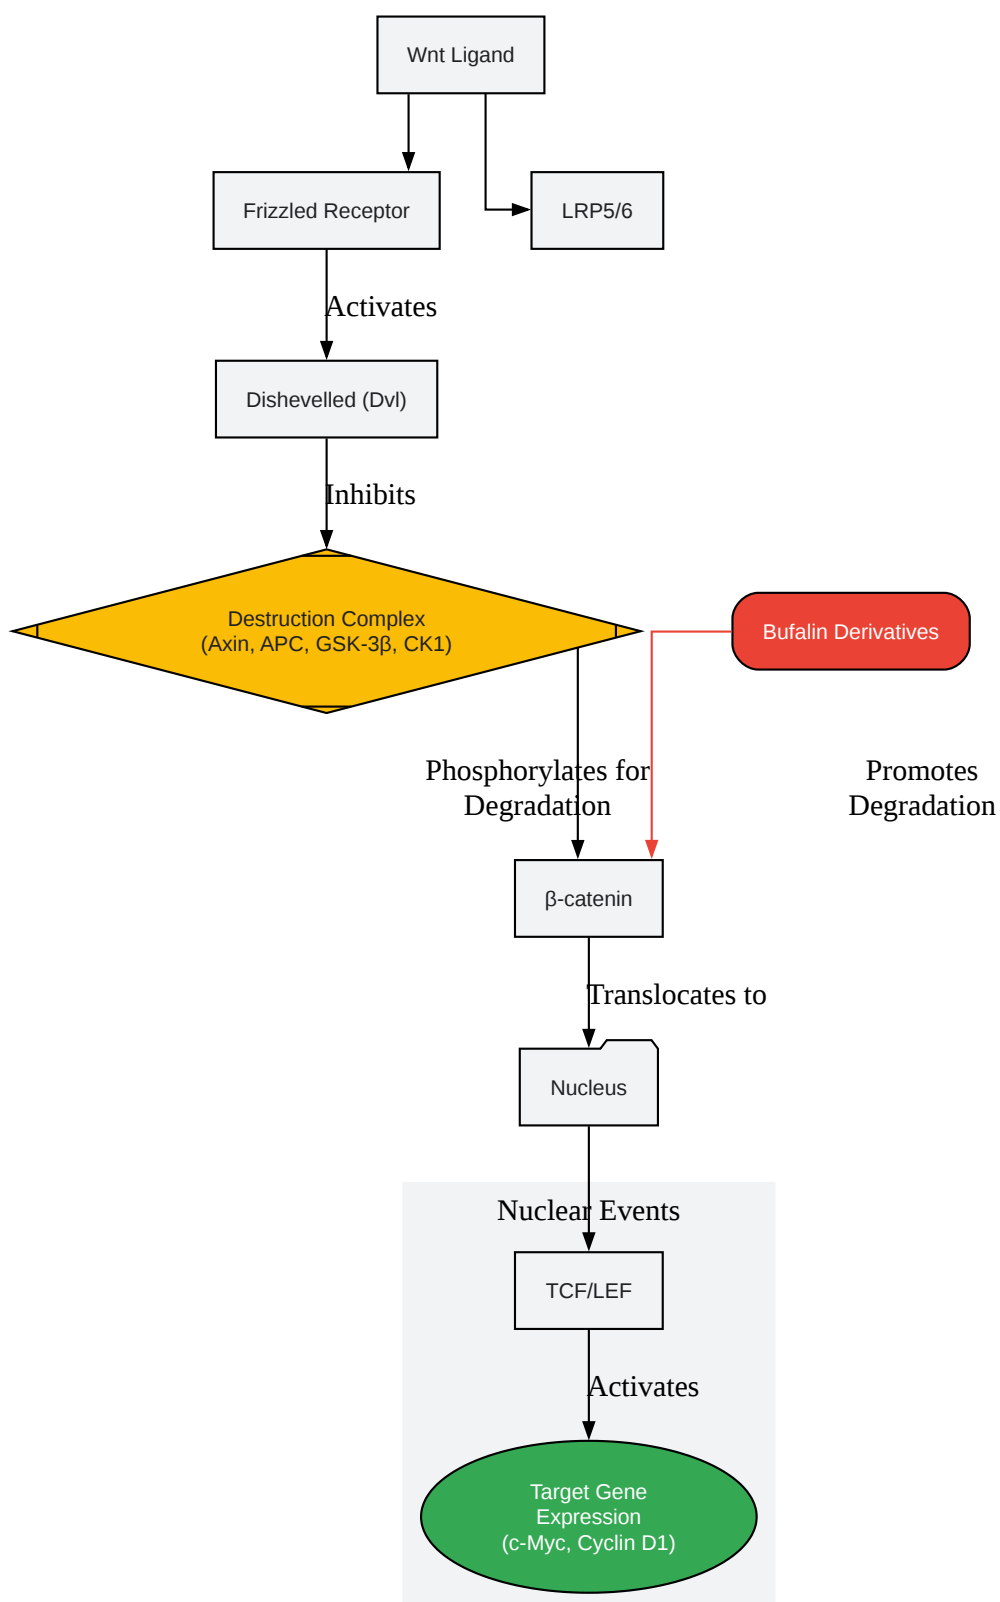 Wnt Ligand
Frizzled Receptor
LRP5/6
Activates
Dishevelled (Dvl)
Inhibits
Destruction Complex
(Axin, APC, GSK-3β, CK1)
Bufalin Derivatives
Phosphorylates for
Degradation
Promotes
Degradation
β-catenin
Translocates to
Nucleus
Nuclear Events
TCF/LEF
Activates
Target Gene
Expression
(c-Myc, Cyclin D1)